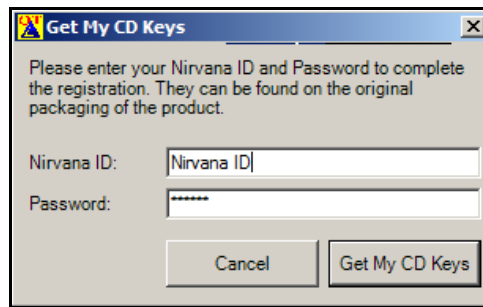 Get My CD Keys
Please enter your Nirvana ID and Password to complete
the registration. They can be found on the original
packaging of the product.
Nirvana ID: Nirvana ID
Password: ******
Cancel Get My CD Keys